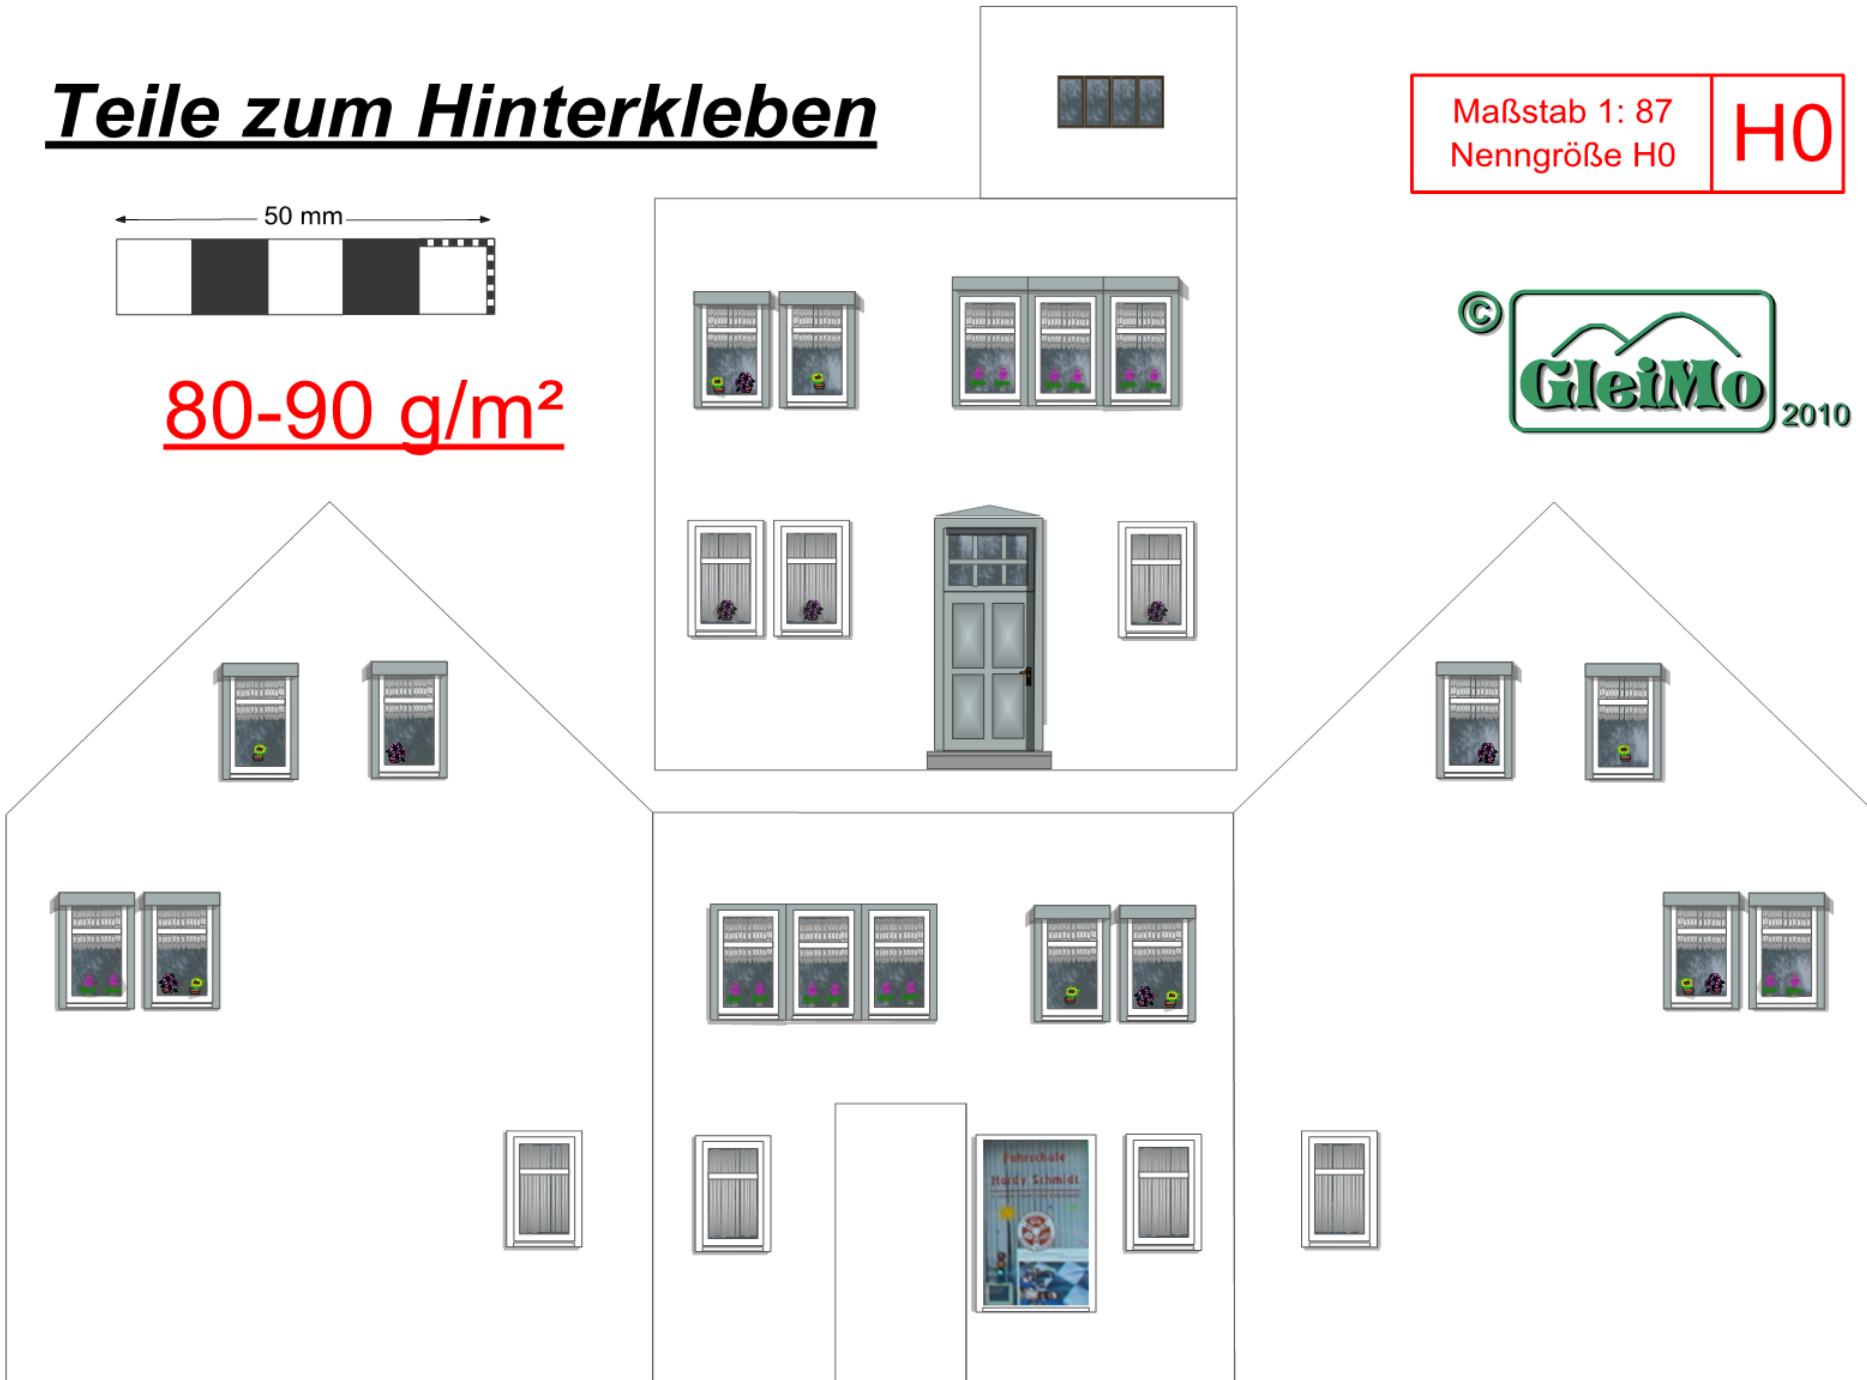 Teile zum Hinterkleben
Maßstab 1: 87
Nenngröße H0
H0
50 mm
80-90 g/m²
©
GleiMo
2010
Fahrschule
Hardy Schmidt